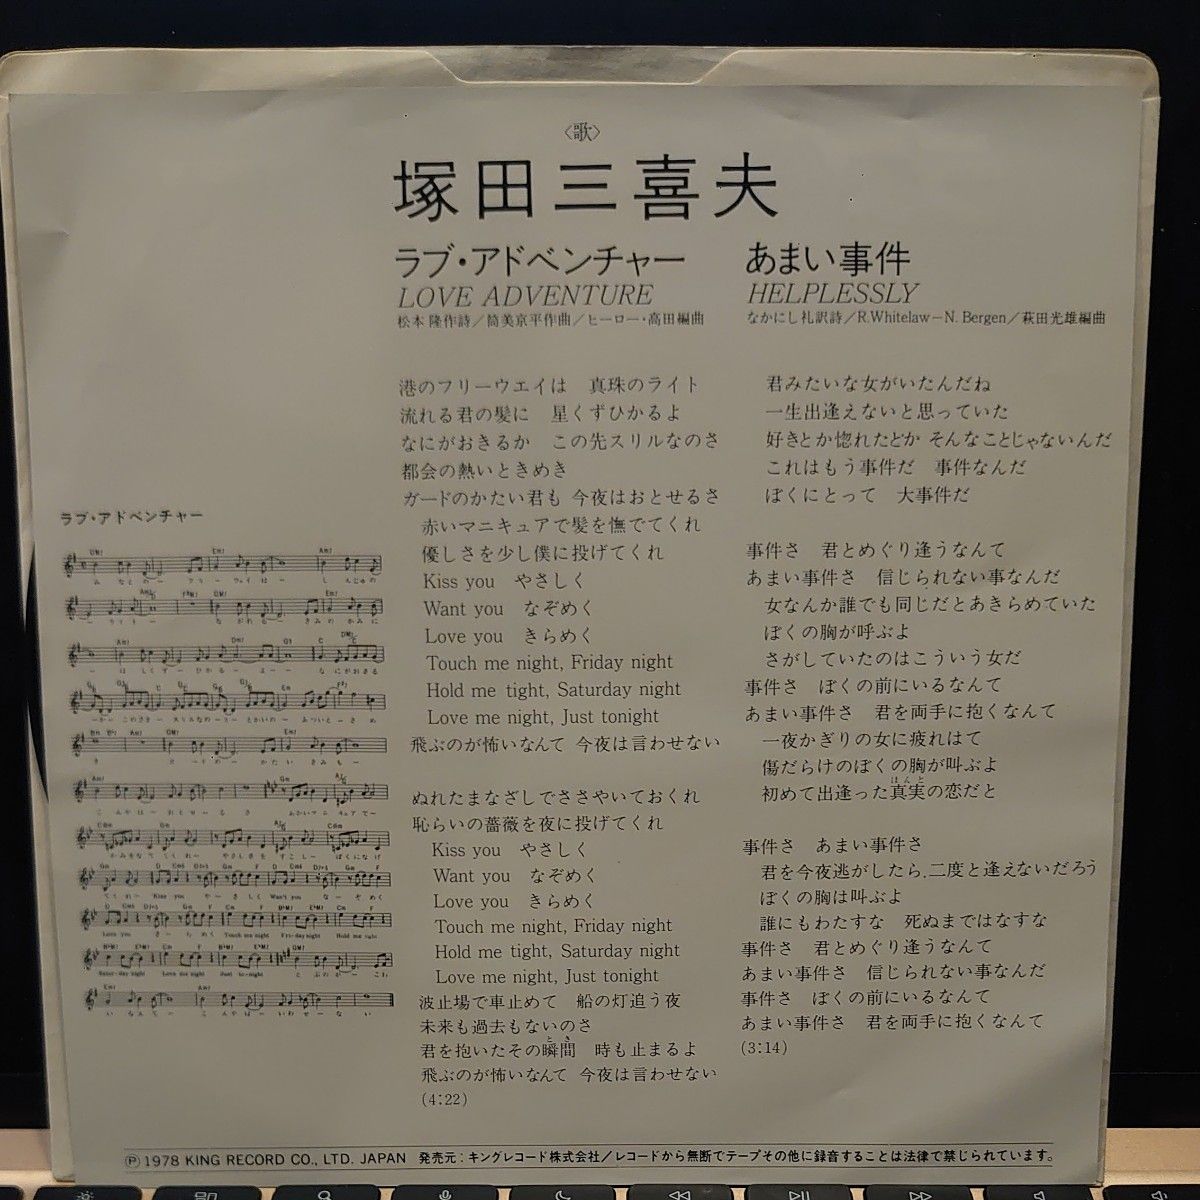 〈歌〉
塚田三喜夫
ラブ・アドベンチャー
LOVE ADVENTURE
松本 隆作詩／筒美京平作曲／ヒーロー・高田編曲
港のフリーウエイは　真珠のライト
流れる君の髪に　星くずひかるよ
なにがおきるか　この先スリルなのさ
都会の熱いときめき
ガードのかたい君も 今夜はおとせるさ
赤いマニキュアで髪を憮でてくれ
優しさを少し僕に投げてくれ
Kiss you　やさしく
Want you　なぞめく
Love you　きらめく
Touch me night, Friday night
Hold me tight, Saturday night
Love me night, Just tonight
飛ぶのが怖いなんて 今夜は言わせない
ぬれたまなざしでささやいておくれ
恥らいの薔薇を夜に投げてくれ
Kiss you　やさしく
Want you　なぞめく
Love you　きらめく
Touch me night, Friday night
Hold me tight, Saturday night
Love me night, Just tonight
波止場で車止めて　船の灯追う夜
未来も過去もないのさ
君を抱いたその瞬間　時も止まるよ
とき
飛ぶのが怖いなんて 今夜は言わせない
(4:22)
あまい事件
HELPLESSLY
なかにし礼訳詩／R.Whitelaw－N. Bergen／萩田光雄編曲
君みたいな女がいたんだね
一生出逢えないと思っていた
好きとか惚れたどか そんなことじゃないんだ
これはもう事件だ　事件なんだ
ぼくにとって　大事件だ
事件さ　君とめぐり逢うなんて
あまい事件さ　信じられない事なんだ
女なんか誰でも同じだとあきらめていた
ぼくの胸が呼ぶよ
さがしていたのはこういう女だ
事件さ　ぼくの前にいるなんて
あまい事件さ　君を両手に抱くなんて
一夜かぎりの女に疲れはて
傷だらけのぼくの胸が叫ぶよ
初めて出逢った真実の恋だと
ほんと
事件さ　あまい事件さ
君を今夜逃がしたら、二度と逢えないだろう
ぼくの胸は叫ぶよ
誰にもわたすな　死ぬまではなすな
事件さ　君とめぐり逢うなんて
あまい事件さ　信じられない事なんだ
事件さ　ぼくの前にいるなんて
あまい事件さ　君を両手に抱くなんて
(3:14)
ラブ・アドベンチャー
Ⓟ1978 KING RECORD CO., LTD. JAPAN　発売元：キングレコード株式会社／レコードから無断でテープその他に録音することは法律で禁じられています。